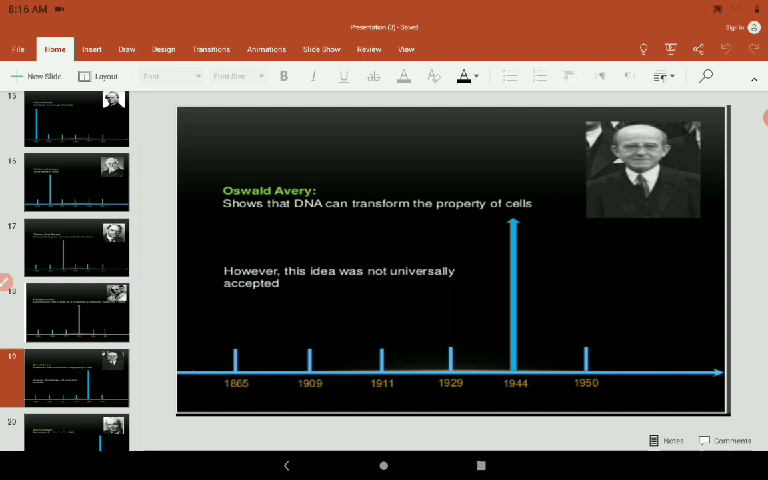 8:16 AM
Presentation (3) - Saved
Sign in
File Home Insert Draw Design Transitions Animations Slide Show Review View
New Slide Layout Font Font Size B I U ab A A
15
16
17
18
19
20
Oswald Avery:
Shows that DNA can transform the property of cells
However, this idea was not universally
accepted
1865 1909 1911 1929 1944 1950
Notes Comments